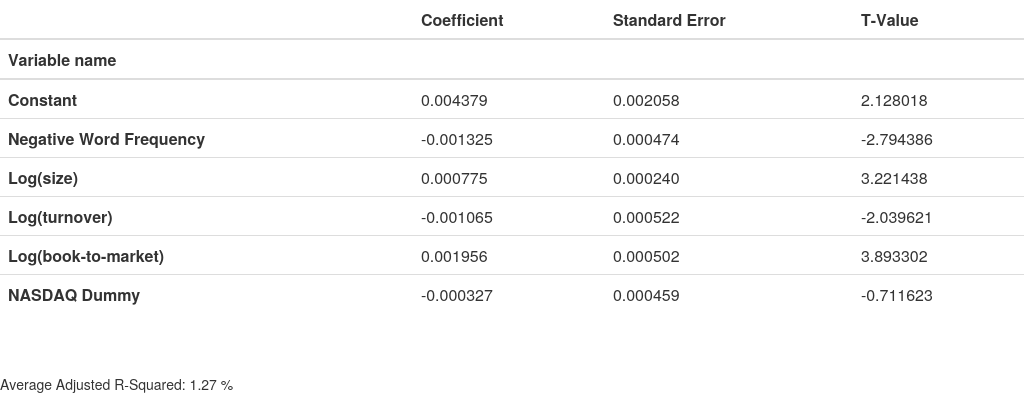 Coefficient Standard Error T-Value
Variable name
Constant 0.004379 0.002058 2.128018
Negative Word Frequency -0.001325 0.000474 -2.794386
Log(size) 0.000775 0.000240 3.221438
Log(turnover) -0.001065 0.000522 -2.039621
Log(book-to-market) 0.001956 0.000502 3.893302
NASDAQ Dummy -0.000327 0.000459 -0.711623
Average Adjusted R-Squared: 1.27 %